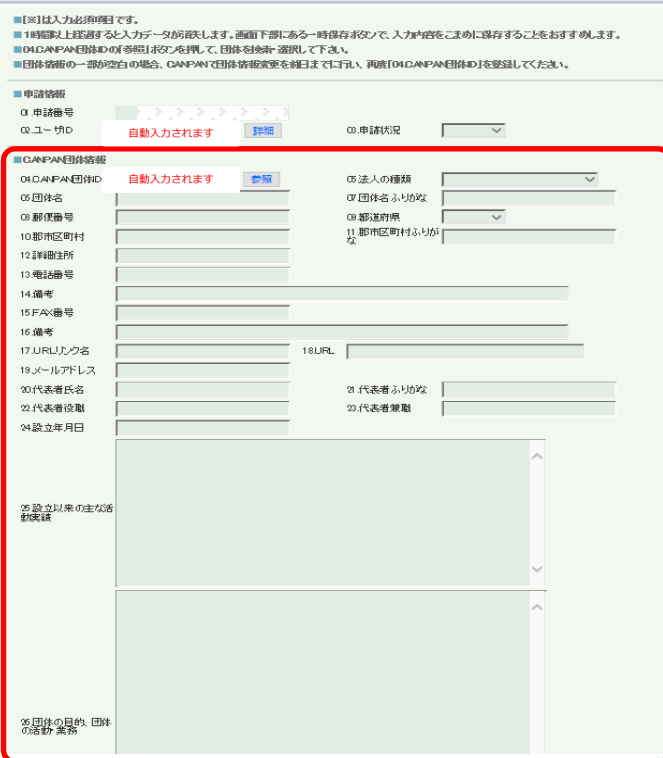 ■[※]は入力必須項目です。
■1時間以上経過すると入力データが消失します。画面下部にある一時保存ボタンで、入力内容をこまめに保存することをおすすめします。
■04.CANPAN団体IDの「参照」ボタンを押して、団体を検索・選択して下さい。
■団体情報の一部が空白の場合、CANPANで団体情報変更を前日までに行い、再度「04.CANPAN団体ID」を登録してください。
■申請情報
01.申請番号
02.ユーザID 自動入力されます 詳細 03.申請状況
■CANPAN団体情報
04.CANPAN団体ID 自動入力されます 参照 05.法人の種類
06.団体名 07.団体名ふりがな
08.郵便番号 09.都道府県
10.郡市区町村 11.郡市区町村ふりが
な
12.詳細住所
13.電話番号
14.備考
15.FAX番号
16.備考
17.URLリンク名 18.URL
19.メールアドレス
20.代表者氏名 21.代表者ふりがな
22.代表者役職 23.代表者兼職
24.設立年月日
25.設立以来の主な活
動実績
26.団体の目的、団体
の活動・業務